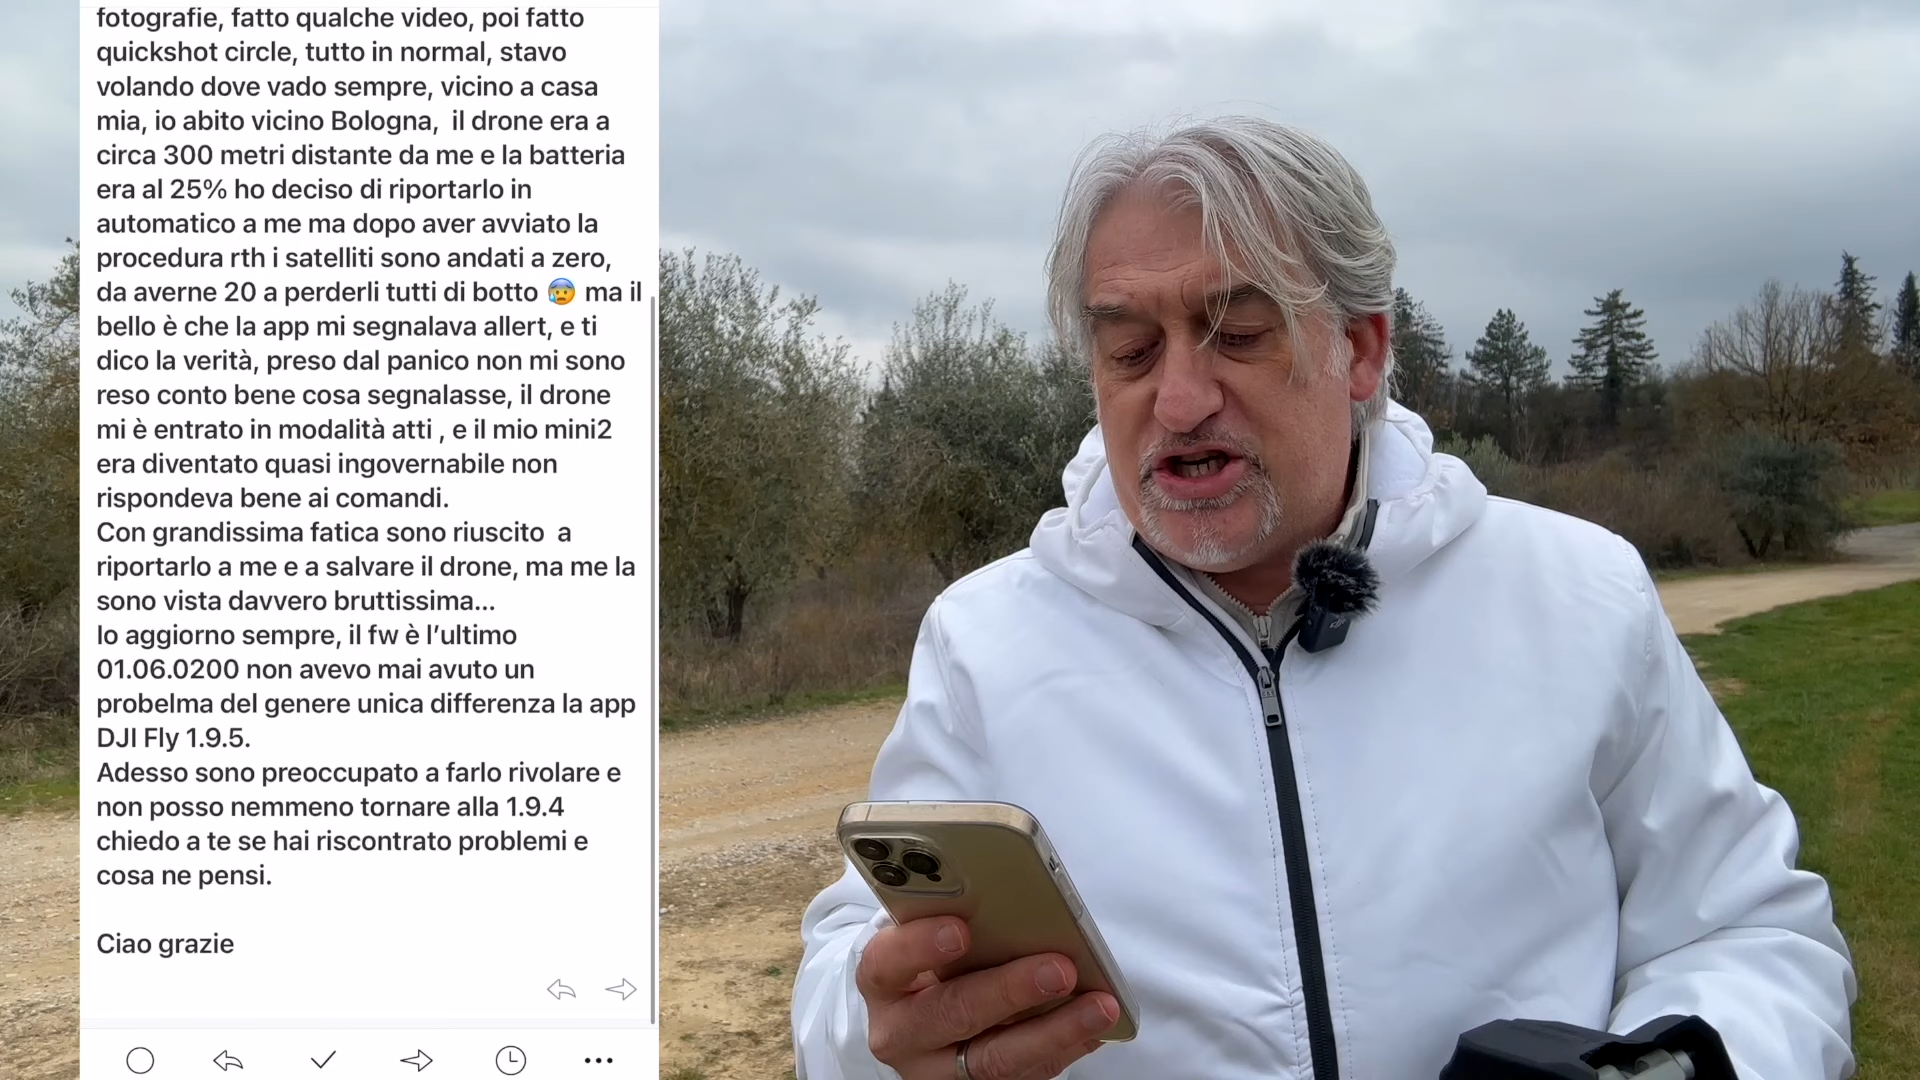 fotografie, fatto qualche video, poi fatto
quickshot circle, tutto in normal, stavo
volando dove vado sempre, vicino a casa
mia, io abito vicino Bologna, il drone era a
circa 300 metri distante da me e la batteria
era al 25% ho deciso di riportarlo in
automatico a me ma dopo aver avviato la
procedura rth i satelliti sono andati a zero,
da averne 20 a perderli tutti di botto 😰 ma il
bello è che la app mi segnalava allert, e ti
dico la verità, preso dal panico non mi sono
reso conto bene cosa segnalasse, il drone
mi è entrato in modalità atti , e il mio mini2
era diventato quasi ingovernabile non
rispondeva bene ai comandi.
Con grandissima fatica sono riuscito a
riportarlo a me e a salvare il drone, ma me la
sono vista davvero bruttissima...
Io aggiorno sempre, il fw è l’ultimo
01.06.0200 non avevo mai avuto un
probelma del genere unica differenza la app
DJI Fly 1.9.5.
Adesso sono preoccupato a farlo rivolare e
non posso nemmeno tornare alla 1.9.4
chiedo a te se hai riscontrato problemi e
cosa ne pensi.
Ciao grazie
dji